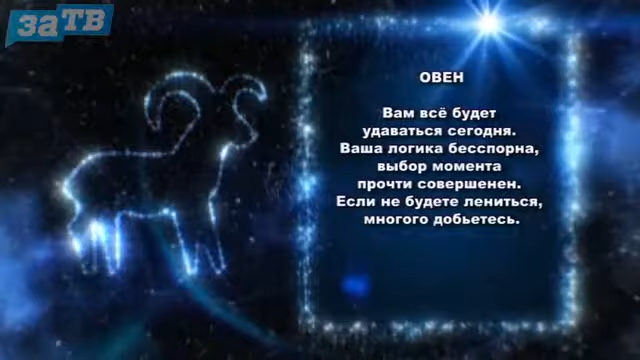 заТВ
ОВЕН
Вам всё будет
удаваться сегодня.
Ваша логика бесспорна,
выбор момента
прочти совершенен.
Если не будете лениться,
многого добьетесь.